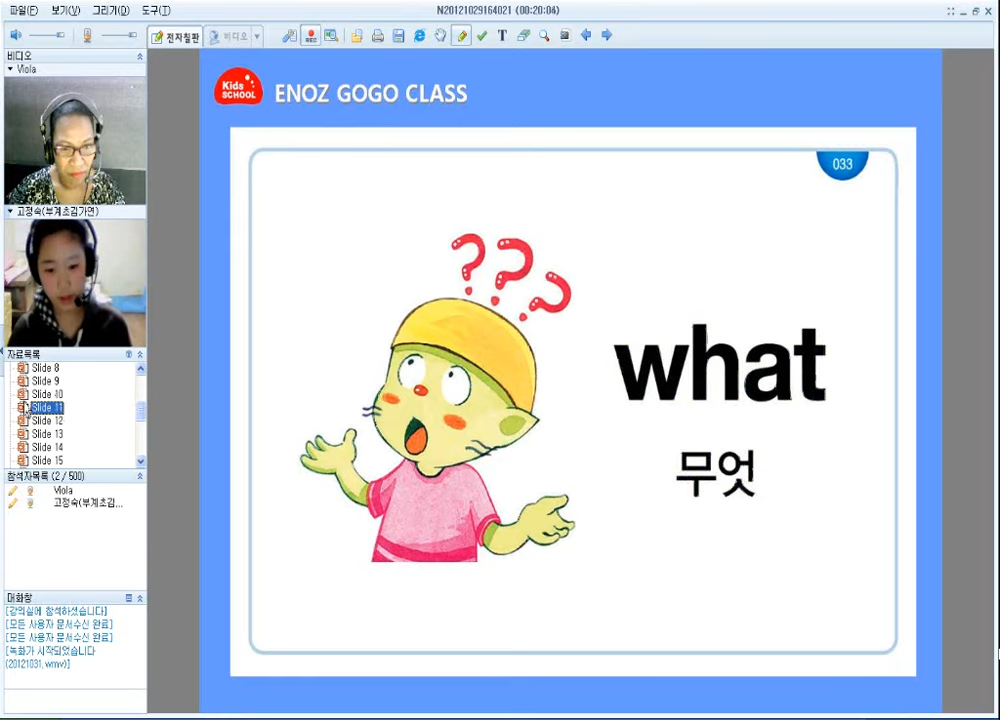 파일(F) 보기(V) 그리기(D) 도구(T)
N20121029164021 (00:20:04)
전자칠판 비디오
비디오
Viola
고정숙(부계초김가연)
자료목록
Slide 8
Slide 9
Slide 10
Slide 11
Slide 12
Slide 13
Slide 14
Slide 15
참석자목록 (2 / 500)
Viola
고정숙(부계초김...
대화창
[강의실에 참석하셨습니다]
[모든 사용자 문서수신 완료]
[모든 사용자 문서수신 완료]
[녹화가 시작되었습니다
(20121031.wmv)]
Kids
SCHOOL
ENOZ GOGO CLASS
033
???
what
무엇